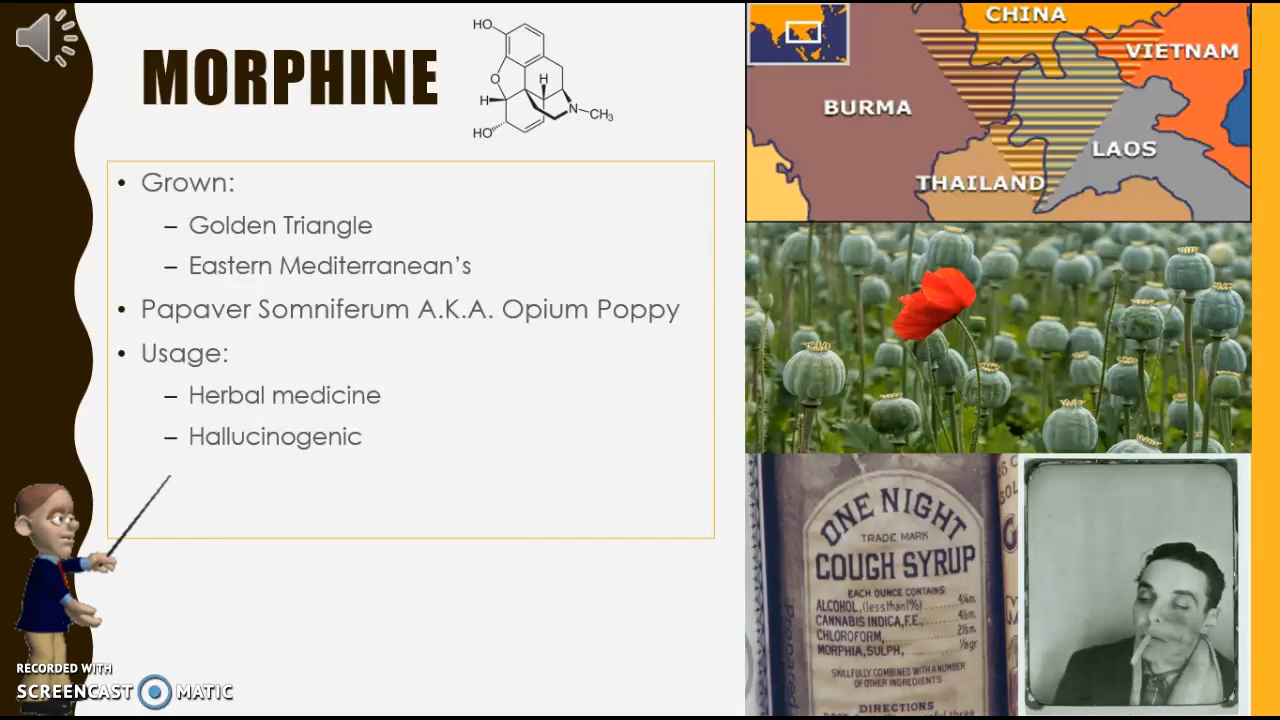 MORPHINE
HO
O
H
H
N
CH₃
HO
• Grown:
– Golden Triangle
– Eastern Mediterranean’s
• Papaver Somniferum A.K.A. Opium Poppy
• Usage:
– Herbal medicine
– Hallucinogenic
CHINA
VIETNAM
BURMA
LAOS
THAILAND
ONE NIGHT
TRADE MARK
COUGH SYRUP
EACH OUNCE CONTAINS
ALCOHOL,(less than 1%)
CANNABIS INDICA, F.E.,
CHLOROFORM,
MORPHIA, SULPH,
SKILLFULLY COMBINED WITH A NUMBER
OF OTHER INGREDIENTS
DIRECTIONS
RECORDED WITH
SCREENCAST MATIC